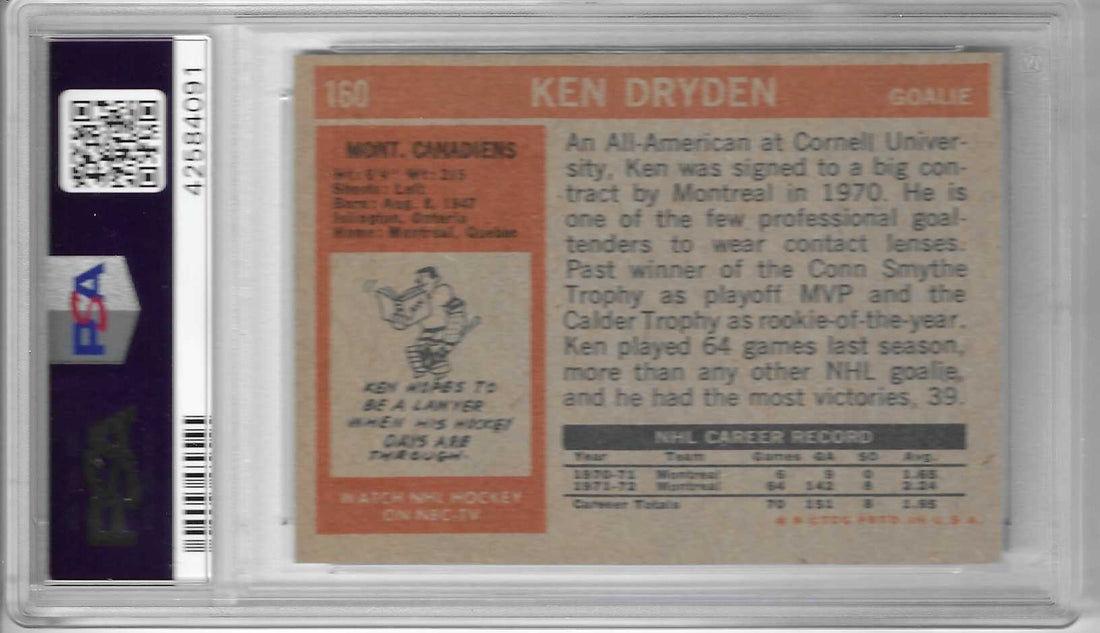 42584091
PSA
PSA
160
KEN DRYDEN
GOALIE
MONT. CANADIENS
Ht: 6'4" Wt: 215
Shoots: Left
Born: Aug. 8, 1947
Islington, Ontario
Home: Montreal, Quebec
KEN HOPES TO
BE A LAWYER
WHEN HIS HOCKEY
DAYS ARE
THROUGH.
WATCH NHL HOCKEY
ON NBC-TV
An All-American at Cornell Univer-
sity, Ken was signed to a big con-
tract by Montreal in 1970. He is
one of the few professional goal-
tenders to wear contact lenses.
Past winner of the Conn Smythe
Trophy as playoff MVP and the
Calder Trophy as rookie-of-the-year.
Ken played 64 games last season,
more than any other NHL goalie,
and he had the most victories, 39.
NHL CAREER RECORD
Year Team Games GA SO Avg.
1970-71 Montreal 6 9 0 1.65
1971-72 Montreal 64 142 8 2.24
Career Totals 70 151 8 1.95
PRTD. IN U.S.A.